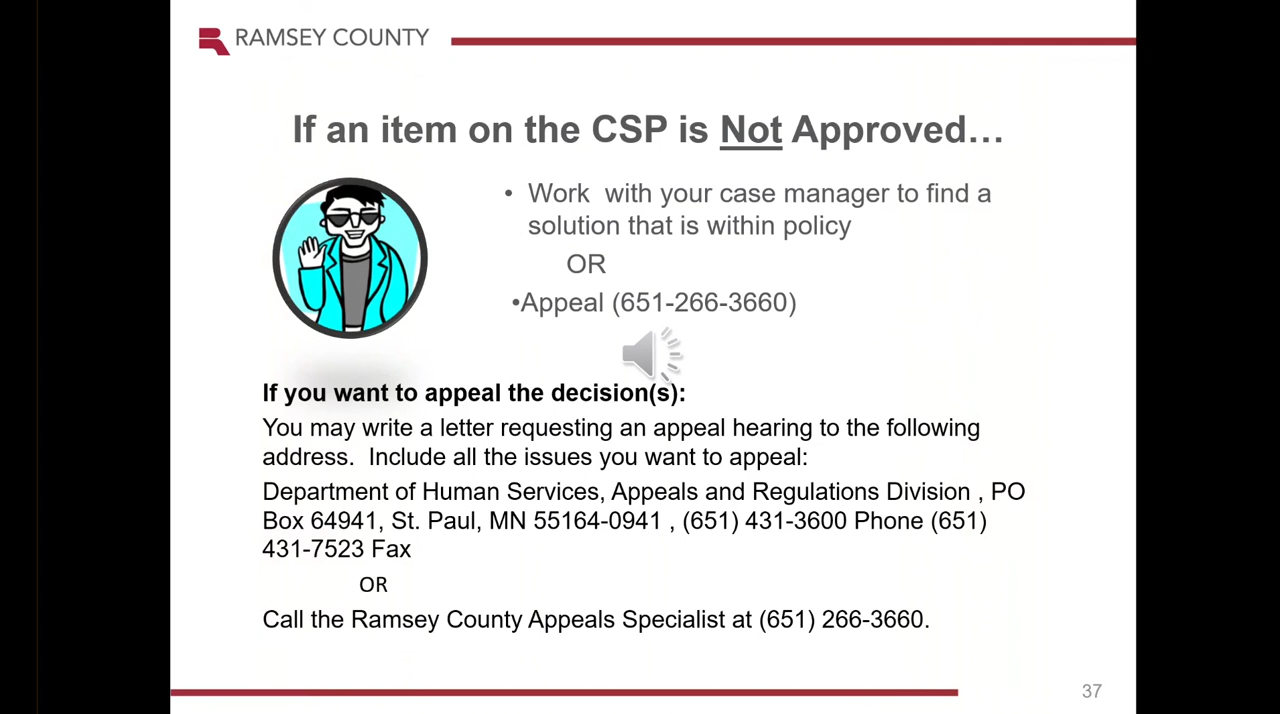 RAMSEY COUNTY
If an item on the CSP is Not Approved…
• Work  with your case manager to find a
solution that is within policy
OR
•Appeal (651-266-3660)
If you want to appeal the decision(s):
You may write a letter requesting an appeal hearing to the following
address.  Include all the issues you want to appeal:
Department of Human Services, Appeals and Regulations Division , PO
Box 64941, St. Paul, MN 55164-0941 , (651) 431-3600 Phone (651)
431-7523 Fax
OR
Call the Ramsey County Appeals Specialist at (651) 266-3660.
37